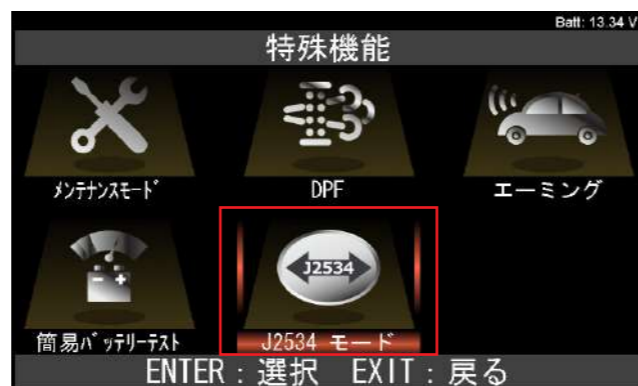 Batt: 13.34 V
特殊機能
ﾒﾝﾃﾅﾝｽﾓｰﾄﾞ
DPF
エーミング
J2534
簡易ﾊﾞｯﾃﾘｰﾃｽﾄ
J2534 モード
ENTER：選択 EXIT：戻る